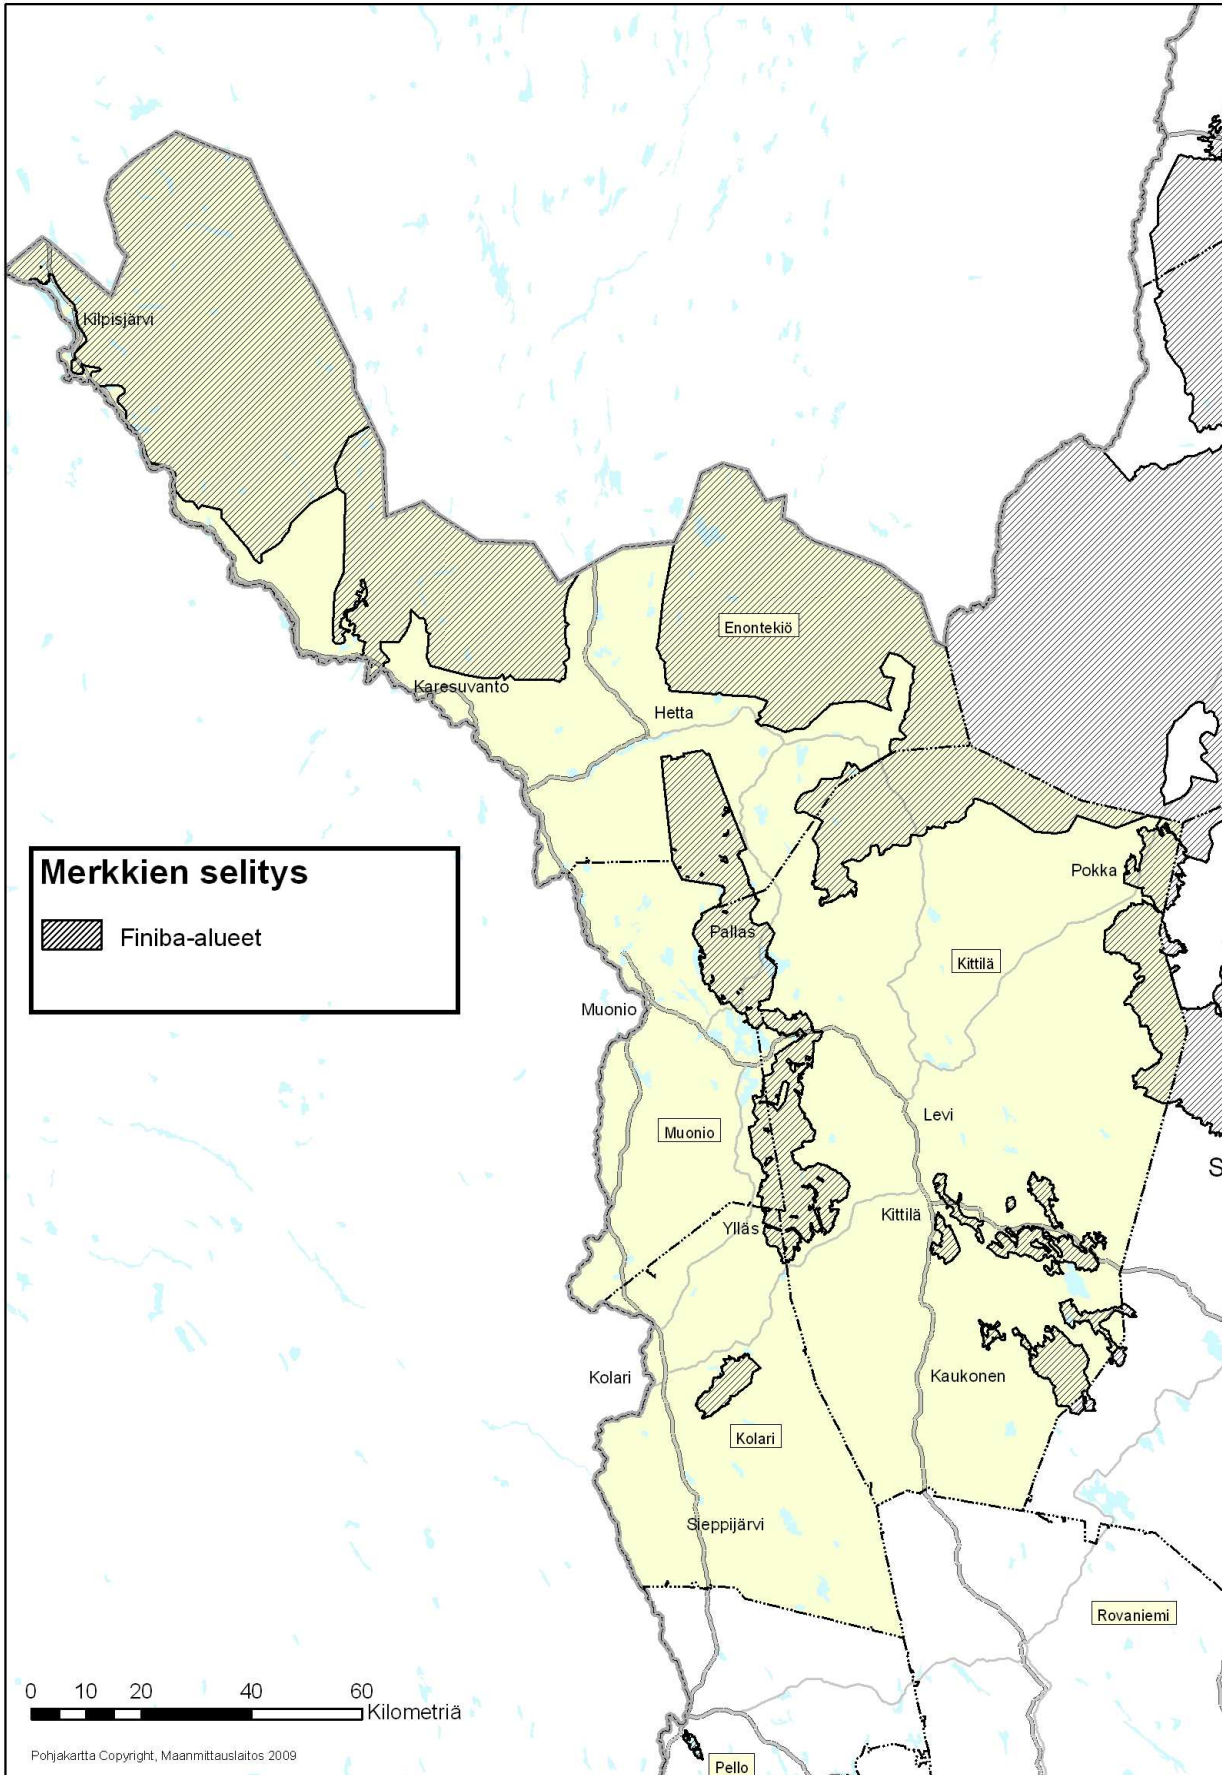 Kilpisjärvi
Enontekiö
Karesuvanto
Hetta
Merkkien selitys
Finiba-alueet
Pokka
Pallas
Kittilä
Muonio
Levi
Muonio
S
Kittilä
Ylläs
Kolari
Kaukonen
Kolari
Sieppijärvi
Rovaniemi
0 10 20 40 60
Kilometriä
Pohjakartta Copyright, Maanmittauslaitos 2009
Pello